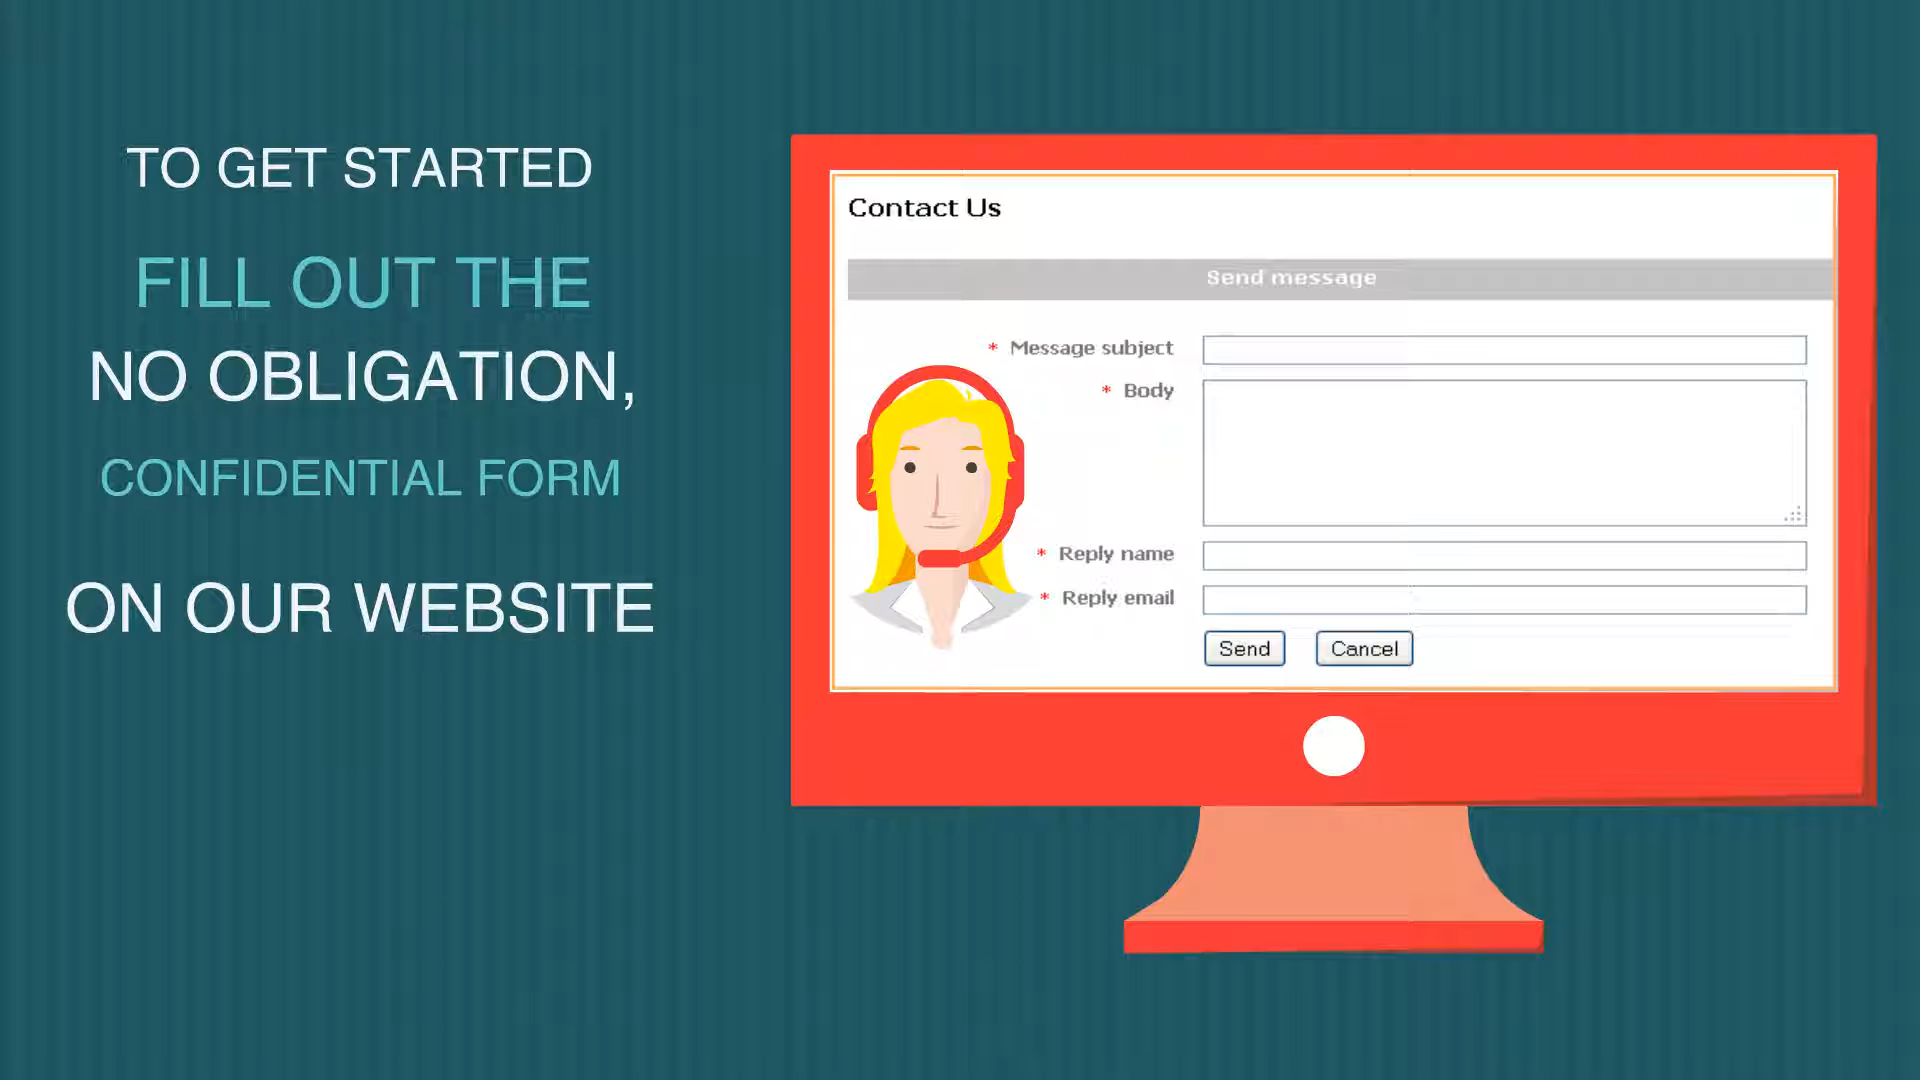 TO GET STARTED
FILL OUT THE
NO OBLIGATION,
CONFIDENTIAL FORM
ON OUR WEBSITE
Contact Us
Send message
* Message subject
* Body
* Reply name
* Reply email
Send Cancel